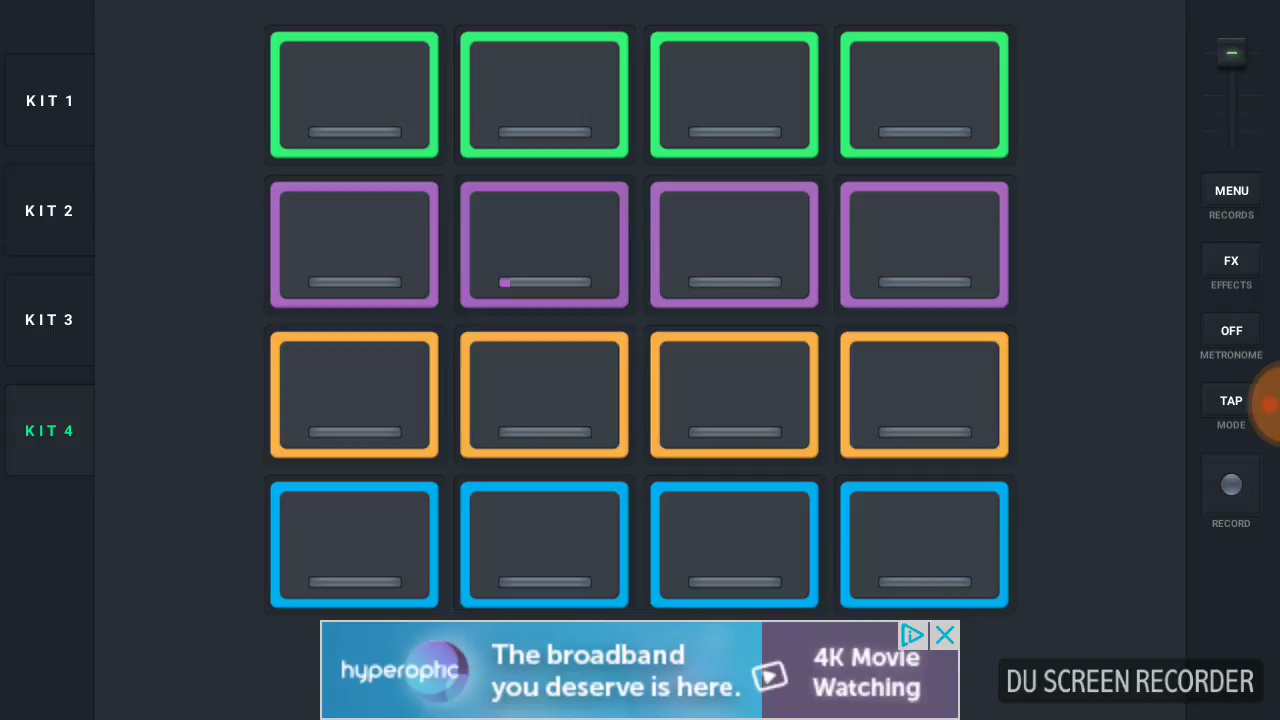 KIT 1
KIT 2
KIT 3
KIT 4
MENU
RECORDS
FX
EFFECTS
OFF
METRONOME
TAP
MODE
RECORD
hyperoptic
The broadband
you deserve is here.
4K Movie
Watching
DU SCREEN RECORDER